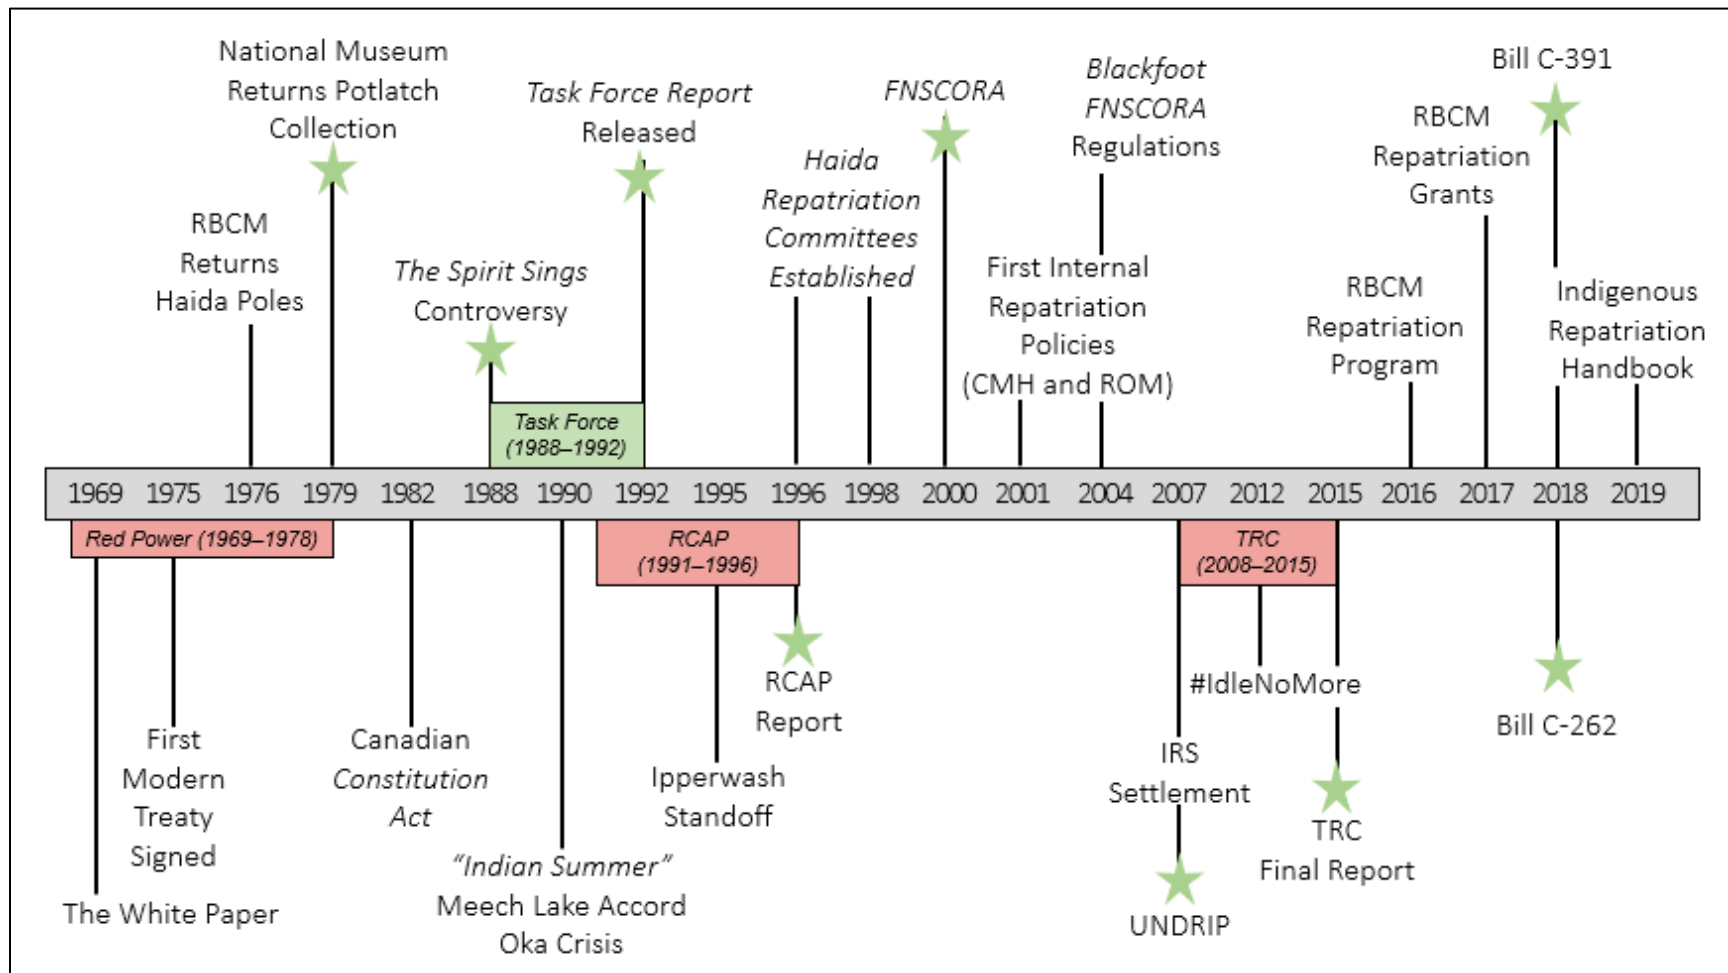 National Museum
Returns Potlatch
Collection
RBCM
Returns
Haida Poles
The Spirit Sings
Controversy
Task Force Report
Released
Haida
Repatriation
Committees
Established
FNSCORA
Blackfoot
FNSCORA
Regulations
First Internal
Repatriation
Policies
(CMH and ROM)
RBCM
Repatriation
Program
RBCM
Repatriation
Grants
Bill C-391
Indigenous
Repatriation
Handbook
Task Force
(1988–1992)
1969 1975 1976 1979 1982 1988 1990 1992 1995 1996 1998 2000 2001 2004 2007 2012 2015 2016 2017 2018 2019
Red Power (1969–1978)
RCAP
(1991–1996)
TRC
(2008–2015)
The White Paper
First
Modern
Treaty
Signed
Canadian
Constitution
Act
“Indian Summer”
Meech Lake Accord
Oka Crisis
Ipperwash
Standoff
RCAP
Report
IRS
Settlement
UNDRIP
#IdleNoMore
TRC
Final Report
Bill C-262